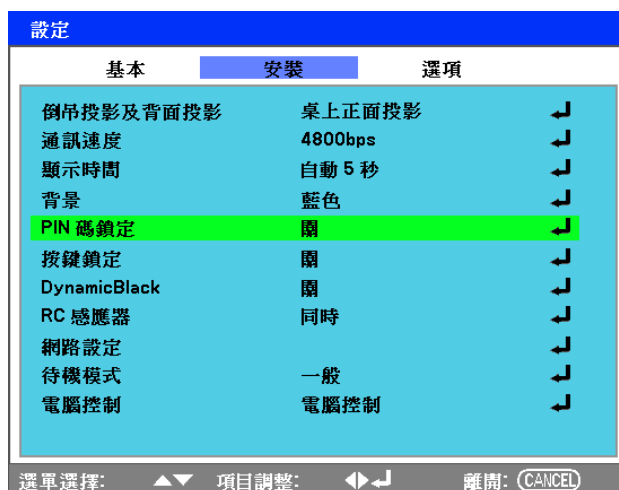 設定
基本 安裝 選項
倒吊投影及背面投影 桌上正面投影
通訊速度 4800bps
顯示時間 自動 5 秒
背景 藍色
PIN 碼鎖定 關
按鍵鎖定 關
DynamicBlack 關
RC 感應器 同時
網路設定
待機模式 一般
電腦控制 電腦控制
選單選擇: ▲▼ 項目調整: ◀▶↵ 離開: CANCEL